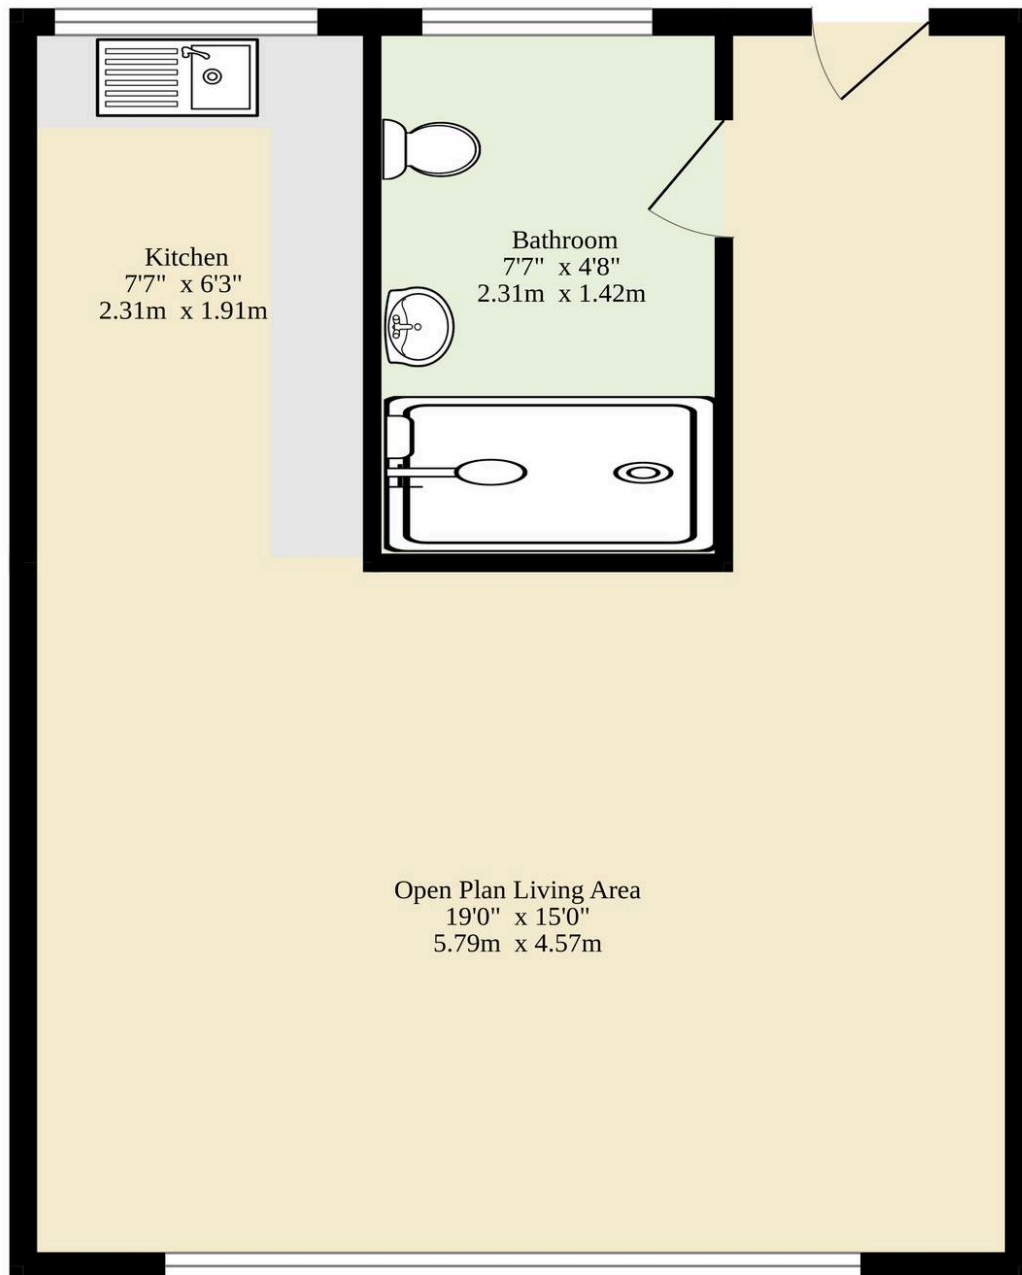 Kitchen
7'7" x 6'3"
2.31m x 1.91m
Bathroom
7'7" x 4'8"
2.31m x 1.42m
Open Plan Living Area
19'0" x 15'0"
5.79m x 4.57m